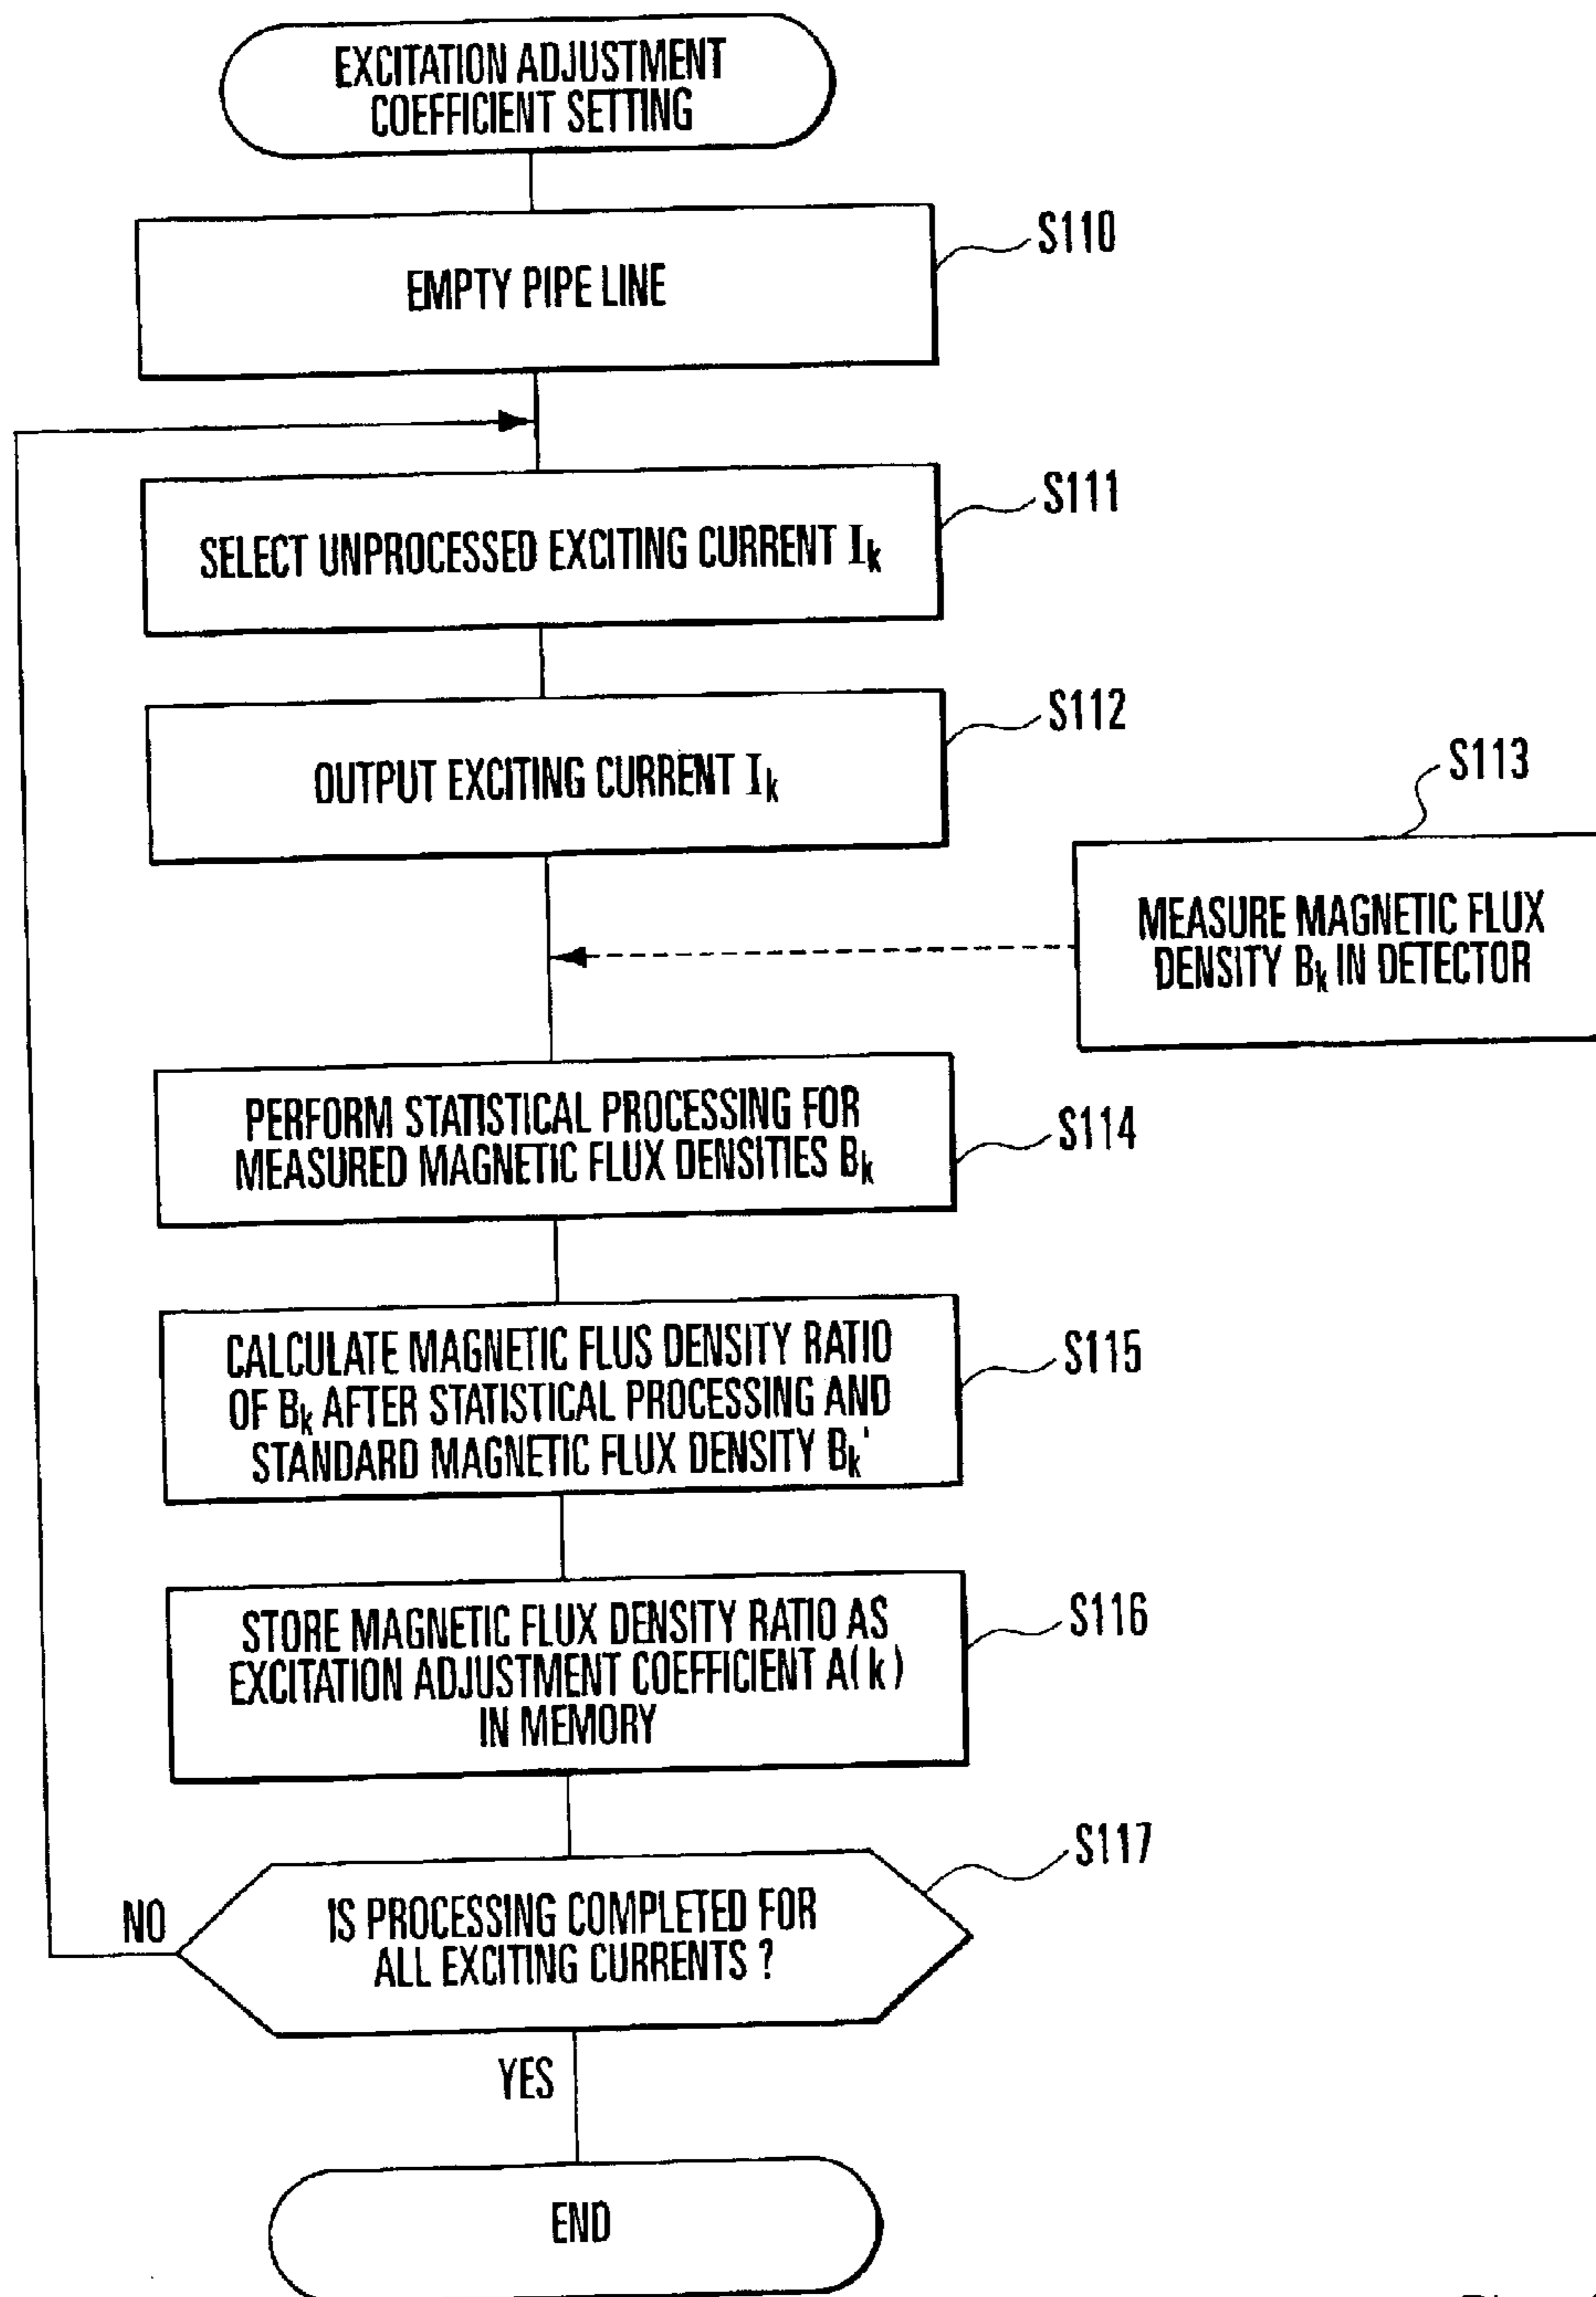 EXCITATION ADJUSTMENT
COEFFICIENT SETTING
S110
EMPTY PIPE LINE
S111
SELECT UNPROCESSED EXCITING CURRENT Ik
S112
OUTPUT EXCITING CURRENT Ik
S113
MEASURE MAGNETIC FLUX
DENSITY Bk IN DETECTOR
PERFORM STATISTICAL PROCESSING FOR
MEASURED MAGNETIC FLUX DENSITIES Bk
S114
CALCULATE MAGNETIC FLUS DENSITY RATIO
OF Bk AFTER STATISTICAL PROCESSING AND
STANDARD MAGNETIC FLUX DENSITY Bk'
S115
STORE MAGNETIC FLUX DENSITY RATIO AS
EXCITATION ADJUSTMENT COEFFICIENT A(k)
IN MEMORY
S116
S117
NO
IS PROCESSING COMPLETED FOR
ALL EXCITING CURRENTS ?
YES
END